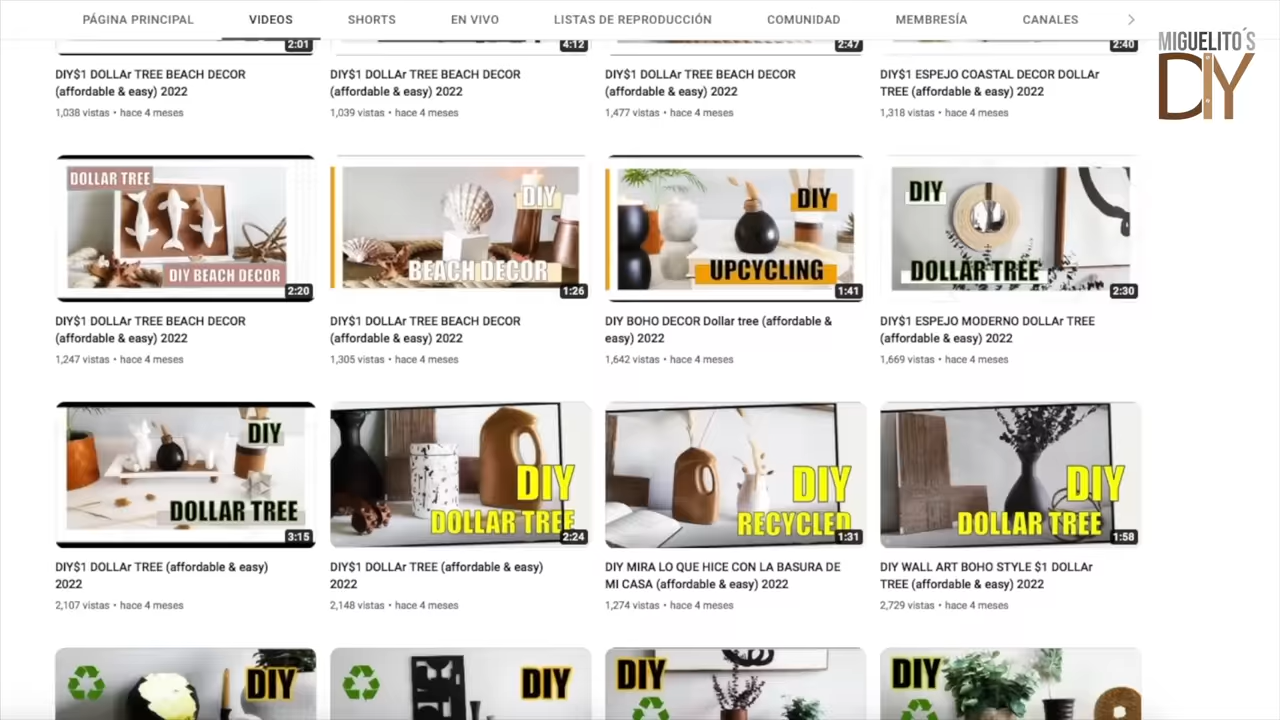 PÁGINA PRINCIPAL VIDEOS SHORTS EN VIVO LISTAS DE REPRODUCCIÓN COMUNIDAD MEMBRESÍA CANALES
MIGUELITO´S
DIY
2:01
4:12
2:47
2:40
DIY$1 DOLLAr TREE BEACH DECOR
(affordable & easy) 2022
1,038 vistas • hace 4 meses
DIY$1 DOLLAr TREE BEACH DECOR
(affordable & easy) 2022
1,039 vistas • hace 4 meses
DIY$1 DOLLAr TREE BEACH DECOR
(affordable & easy) 2022
1,477 vistas • hace 4 meses
DIY$1 ESPEJO COASTAL DECOR DOLLAr
TREE (affordable & easy) 2022
1,318 vistas • hace 4 meses
DOLLAR TREE
DIY BEACH DECOR
2:20
DIY$1 DOLLAr TREE BEACH DECOR
(affordable & easy) 2022
1,247 vistas • hace 4 meses
DIY
BEACH DECOR
1:26
DIY$1 DOLLAr TREE BEACH DECOR
(affordable & easy) 2022
1,305 vistas • hace 4 meses
DIY
UPCYCLING
1:41
DIY BOHO DECOR Dollar tree (affordable &
easy) 2022
1,642 vistas • hace 4 meses
DIY
DOLLAR TREE
2:30
DIY$1 ESPEJO MODERNO DOLLAr TREE
(affordable & easy) 2022
1,669 vistas • hace 4 meses
DIY
DOLLAR TREE
3:15
DIY$1 DOLLAr TREE (affordable & easy)
2022
2,107 vistas • hace 4 meses
DIY
DOLLAR TREE
2:24
DIY$1 DOLLAr TREE (affordable & easy)
2022
2,148 vistas • hace 4 meses
DIY
RECYCLED
1:31
DIY MIRA LO QUE HICE CON LA BASURA DE
MI CASA (affordable & easy) 2022
1,274 vistas • hace 4 meses
DIY
DOLLAR TREE
1:58
DIY WALL ART BOHO STYLE $1 DOLLAr
TREE (affordable & easy) 2022
2,729 vistas • hace 4 meses
DIY
DIY
DIY
DIY